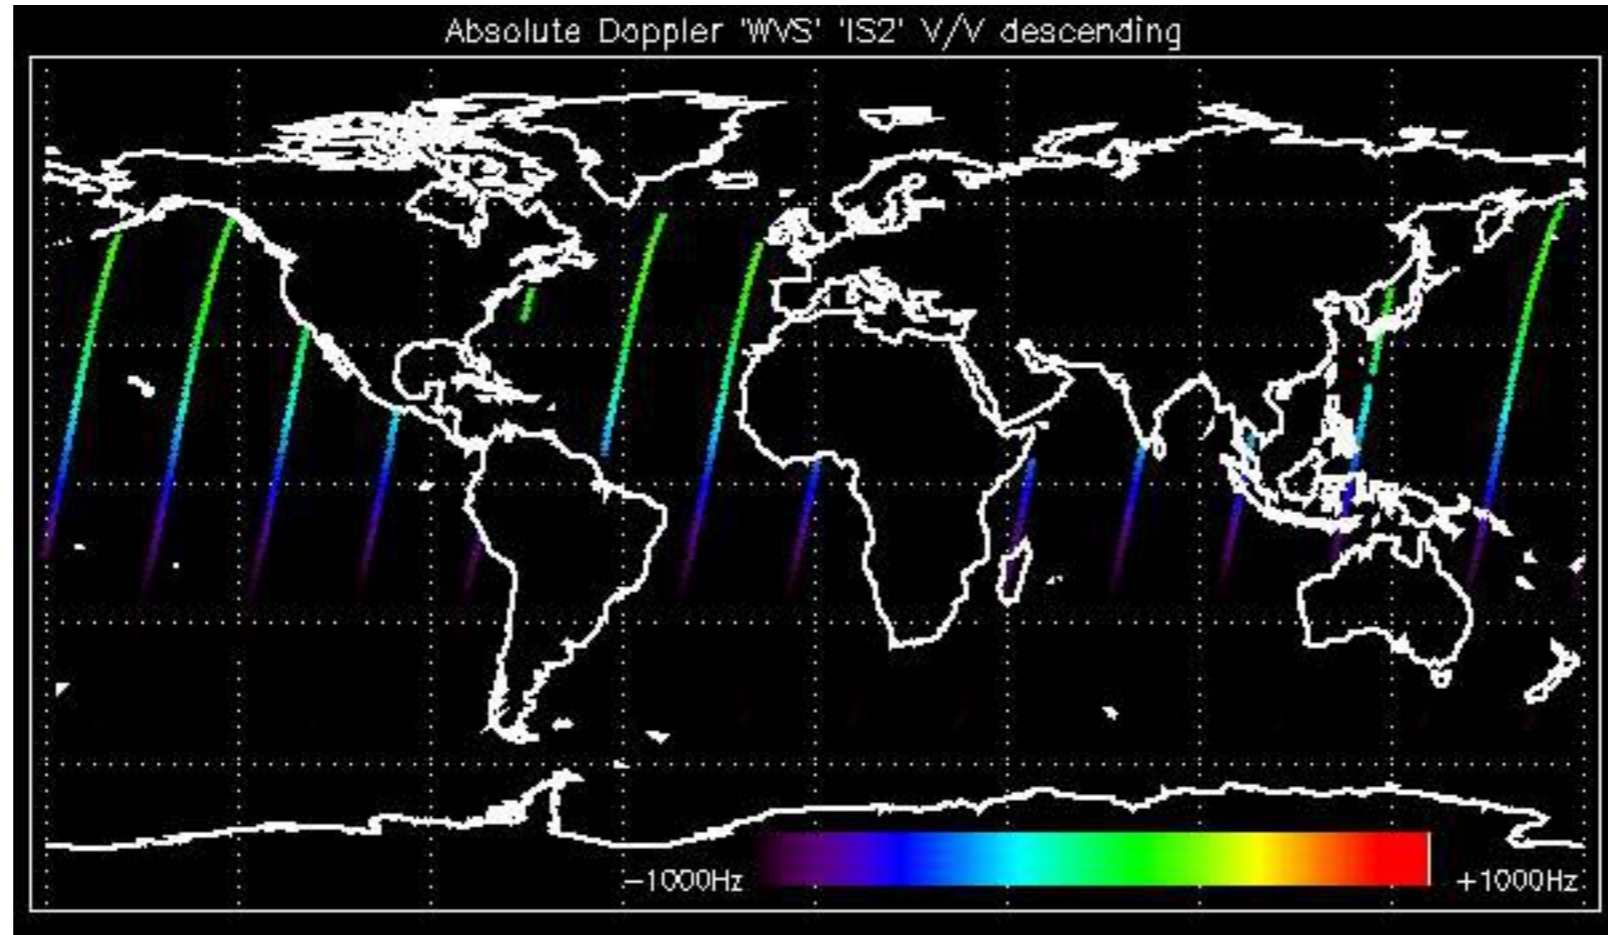 Absolute Doppler 'WVS' 'IS2' V/V descending
−1000Hz
+1000Hz